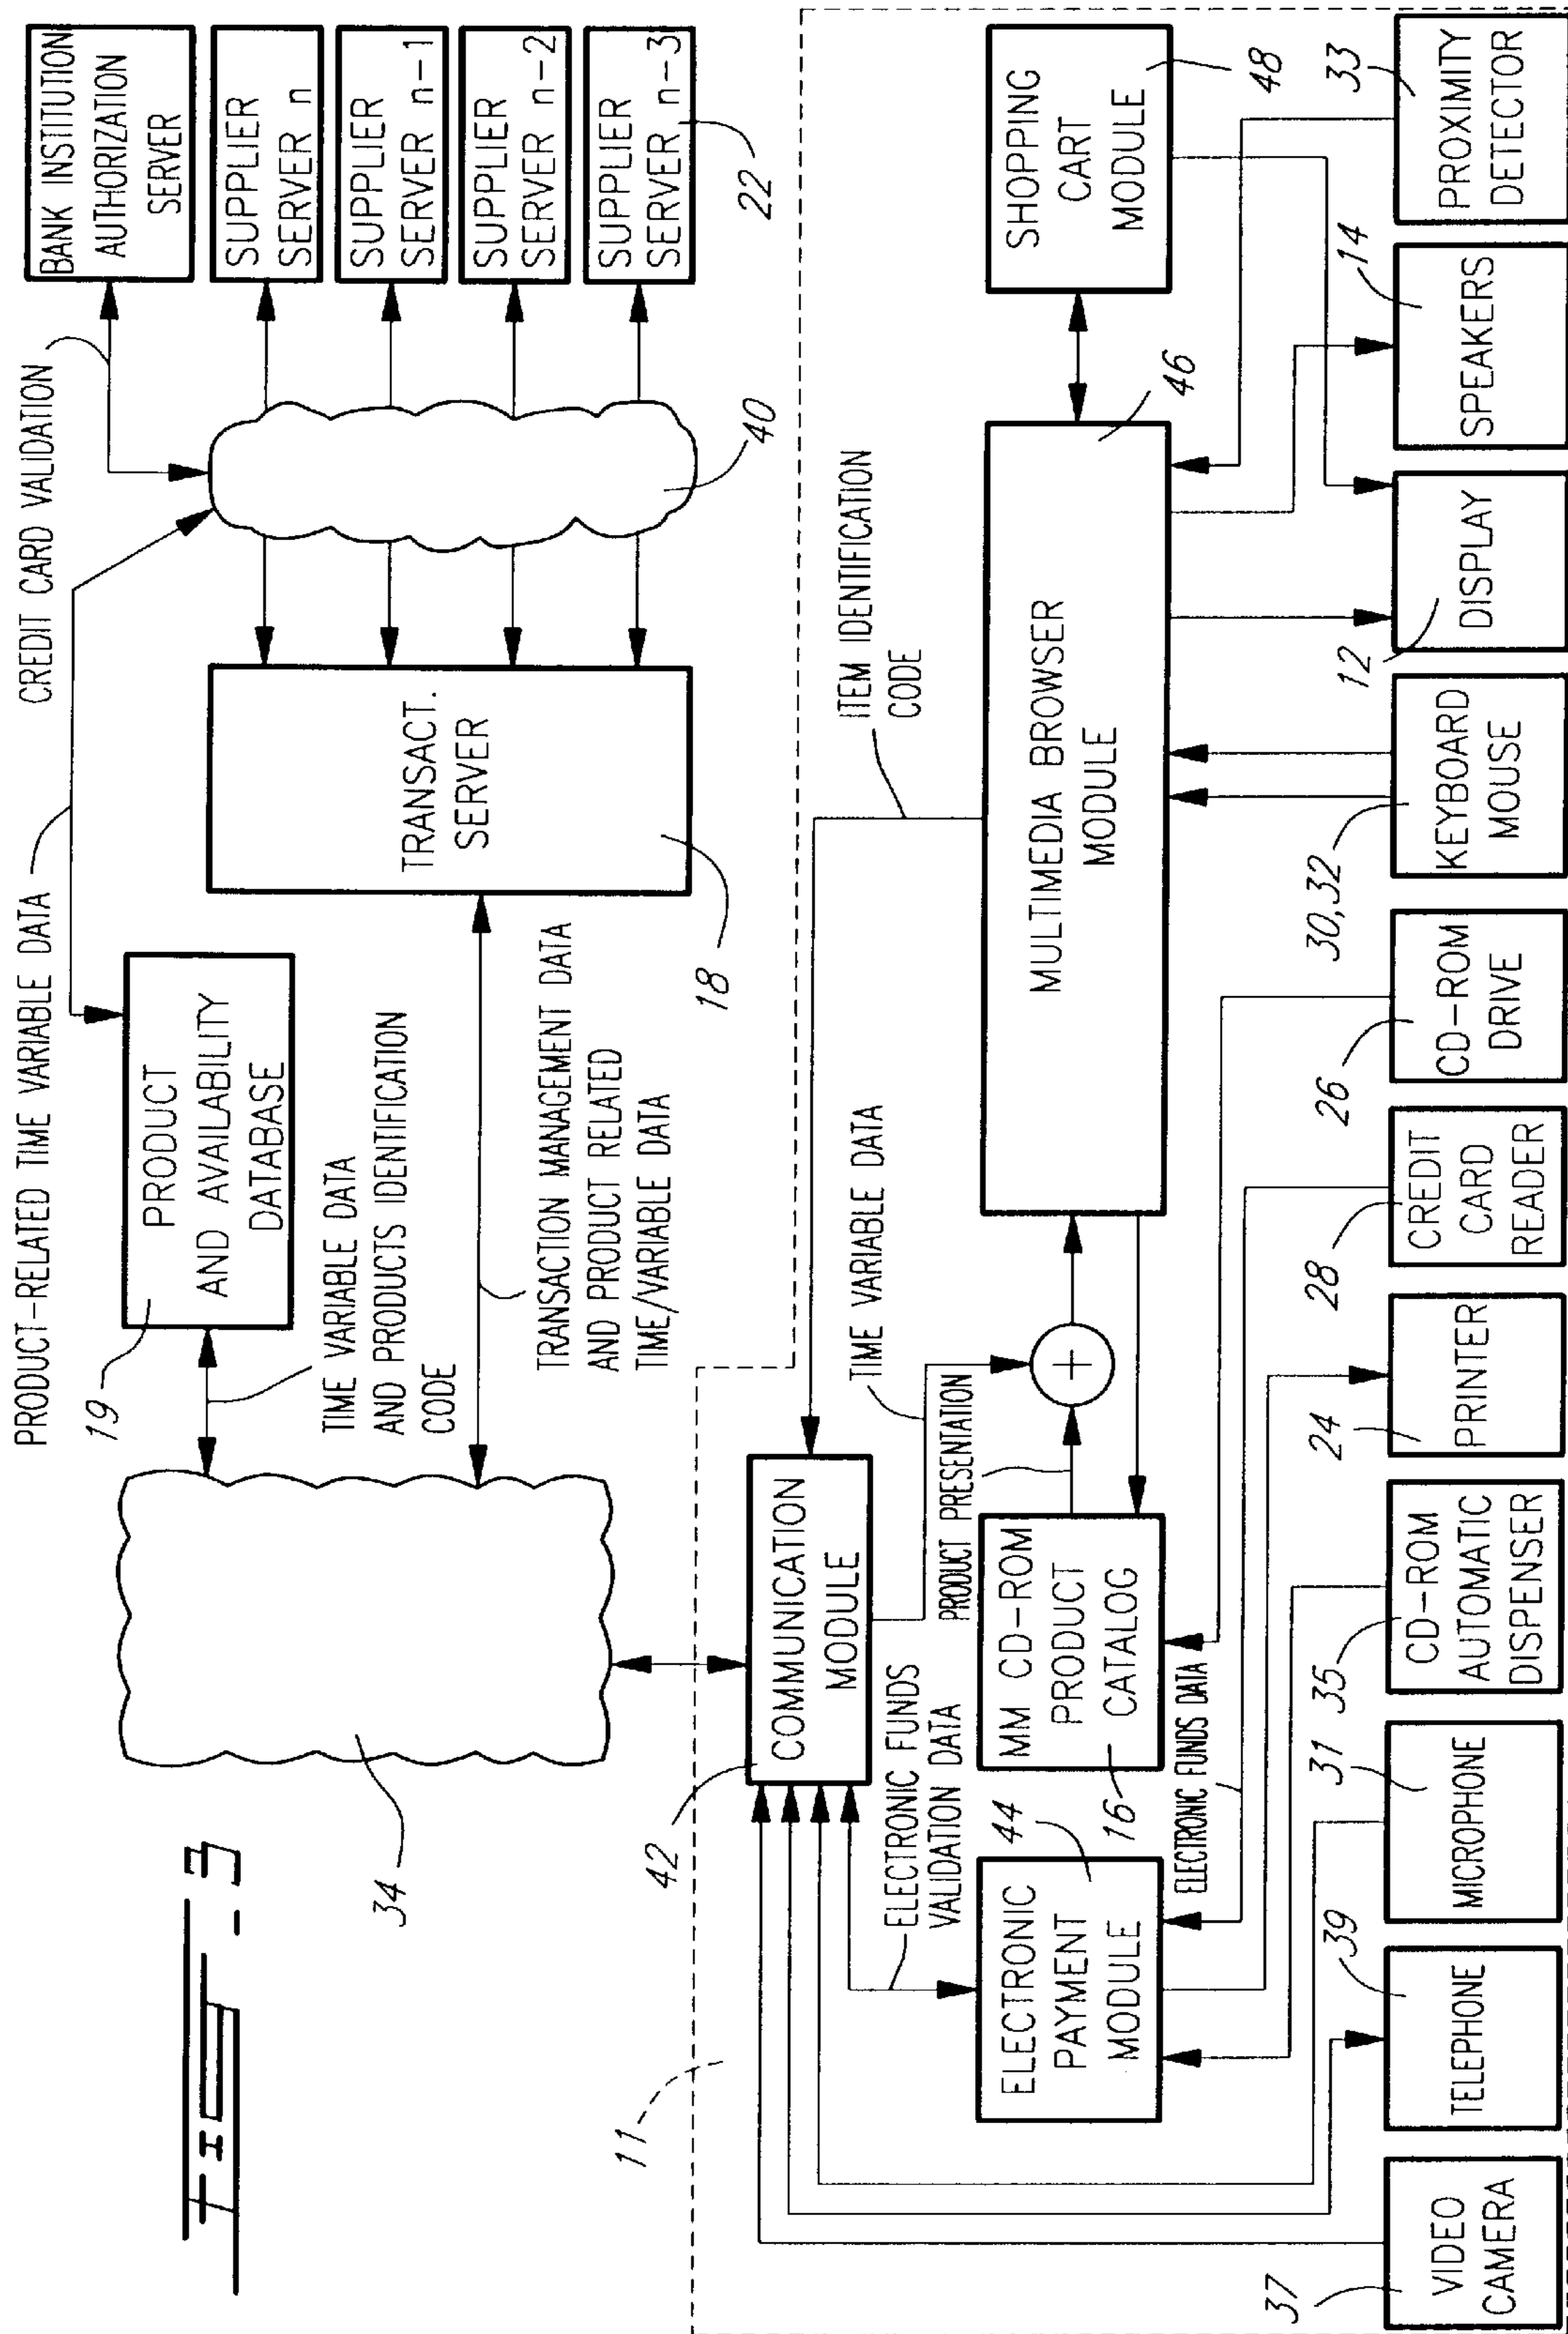 FIG - 3
PRODUCT-RELATED TIME VARIABLE DATA
CREDIT CARD VALIDATION
BANK INSTITUTION
AUTHORIZATION
SERVER
SUPPLIER
SERVER n
SUPPLIER
SERVER n-1
SUPPLIER
SERVER n-2
SUPPLIER
SERVER n-3
22
19
PRODUCT
AND AVAILABILITY
DATABASE
TIME VARIABLE DATA
AND PRODUCTS IDENTIFICATION
CODE
TRANSACT.
SERVER
18
40
34
TRANSACTION MANAGEMENT DATA
AND PRODUCT RELATED
TIME/VARIABLE DATA
11
42
COMMUNICATION
MODULE
ITEM IDENTIFICATION
CODE
TIME VARIABLE DATA
ELECTRONIC FUNDS
VALIDATION DATA
PRODUCT PRESENTATION
+
44
ELECTRONIC
PAYMENT
MODULE
MM CD-ROM
PRODUCT
CATALOG
16
MULTIMEDIA BROWSER
MODULE
46
SHOPPING
CART
MODULE
48
ELECTRONIC FUNDS DATA
37
VIDEO
CAMERA
39
TELEPHONE
31
MICROPHONE
35
CD-ROM
AUTOMATIC
DISPENSER
24
PRINTER
28
CREDIT
CARD
READER
26
CD-ROM
DRIVE
30,32
KEYBOARD
MOUSE
12
DISPLAY
14
SPEAKERS
33
PROXIMITY
DETECTOR